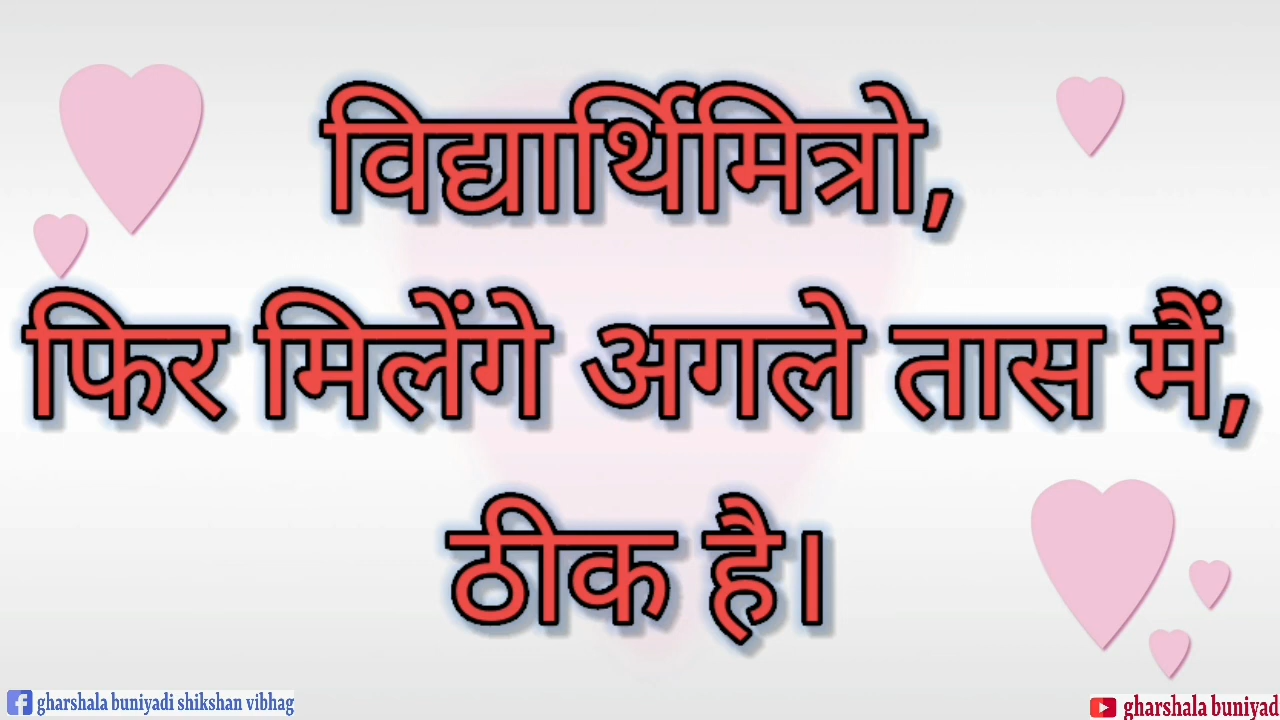 विद्यार्थिमित्रो,
फिर मिलेंगे अगले तास मैं,
ठीक है।
gharshala buniyadi shikshan vibhag
gharshala buniyad